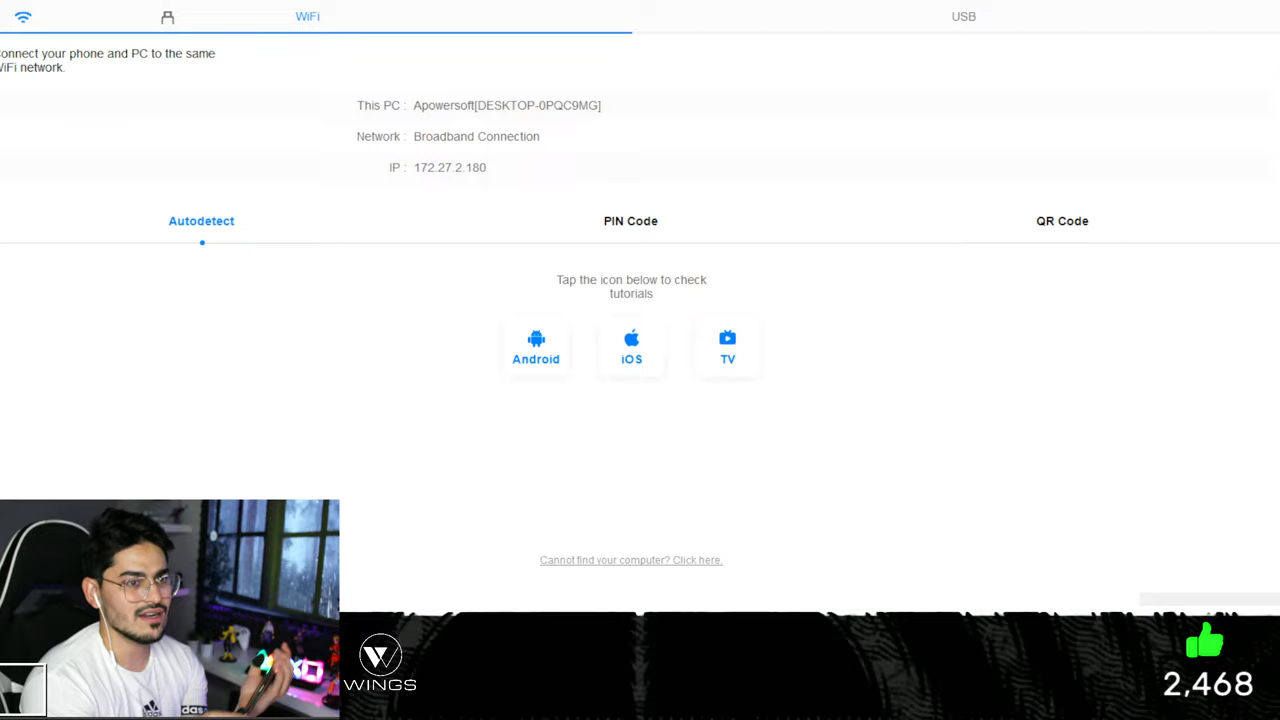 WiFi
USB
onnect your phone and PC to the same
WiFi network.
This PC : Apowersoft[DESKTOP-0PQC9MG]
Network : Broadband Connection
IP : 172.27.2.180
Autodetect
PIN Code
QR Code
Tap the icon below to check
tutorials
Android
iOS
TV
Cannot find your computer? Click here.
WINGS
adidas
2,468